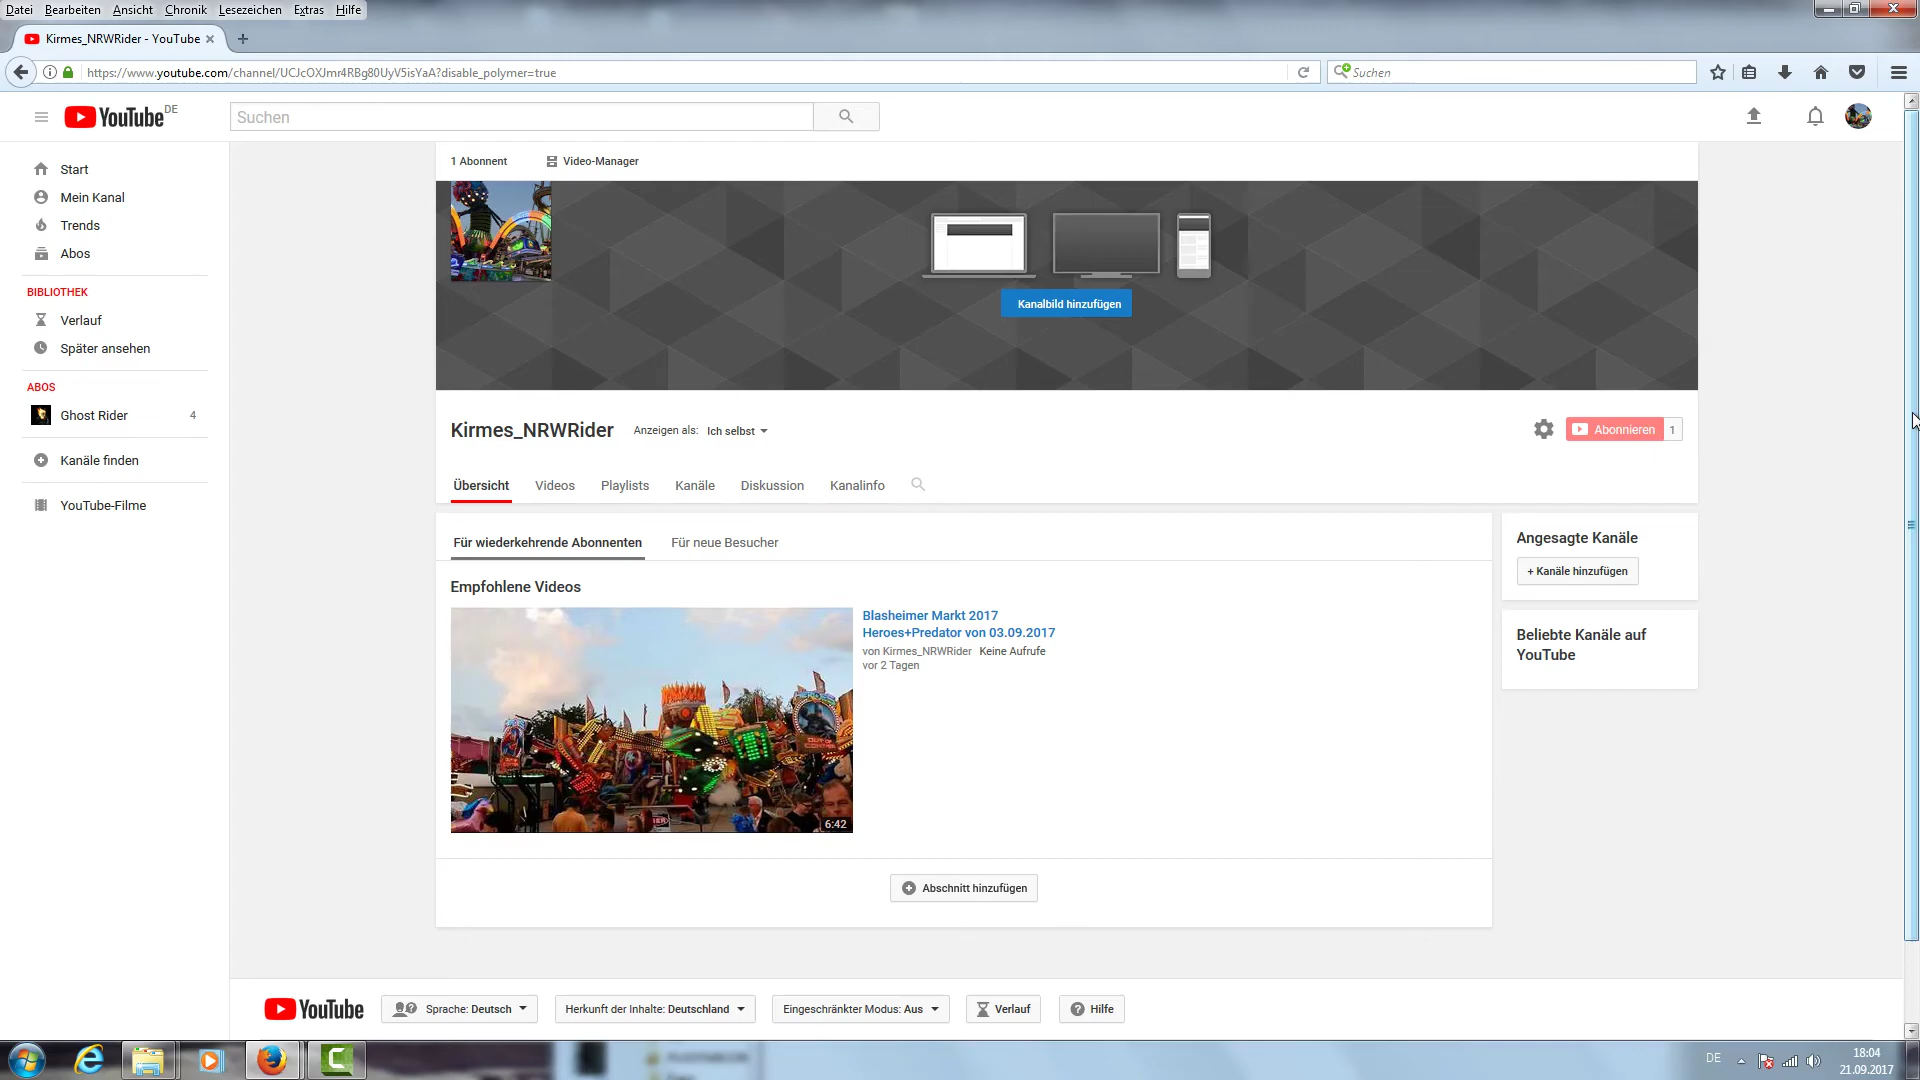 Datei Bearbeiten Ansicht Chronik Lesezeichen Extras Hilfe
Kirmes_NRWRider - YouTube
https://www.youtube.com/channel/UCJcOXJmr4RBg80UyV5isYaA?disable_polymer=true
Suchen
YouTube DE
Suchen
Start
Mein Kanal
Trends
Abos
BIBLIOTHEK
Verlauf
Später ansehen
ABOS
Ghost Rider 4
Kanäle finden
YouTube-Filme
1 Abonnent Video-Manager
Kanalbild hinzufügen
Kirmes_NRWRider Anzeigen als: Ich selbst
Abonnieren 1
Übersicht Videos Playlists Kanäle Diskussion Kanalinfo
Für wiederkehrende Abonnenten Für neue Besucher
Empfohlene Videos
Blasheimer Markt 2017
Heroes+Predator von 03.09.2017
von Kirmes_NRWRider Keine Aufrufe
vor 2 Tagen
OUT OF
CONTROL
6:42
Abschnitt hinzufügen
Angesagte Kanäle
+ Kanäle hinzufügen
Beliebte Kanäle auf
YouTube
YouTube Sprache: Deutsch Herkunft der Inhalte: Deutschland Eingeschränkter Modus: Aus Verlauf Hilfe
DE
18:04
21.09.2017